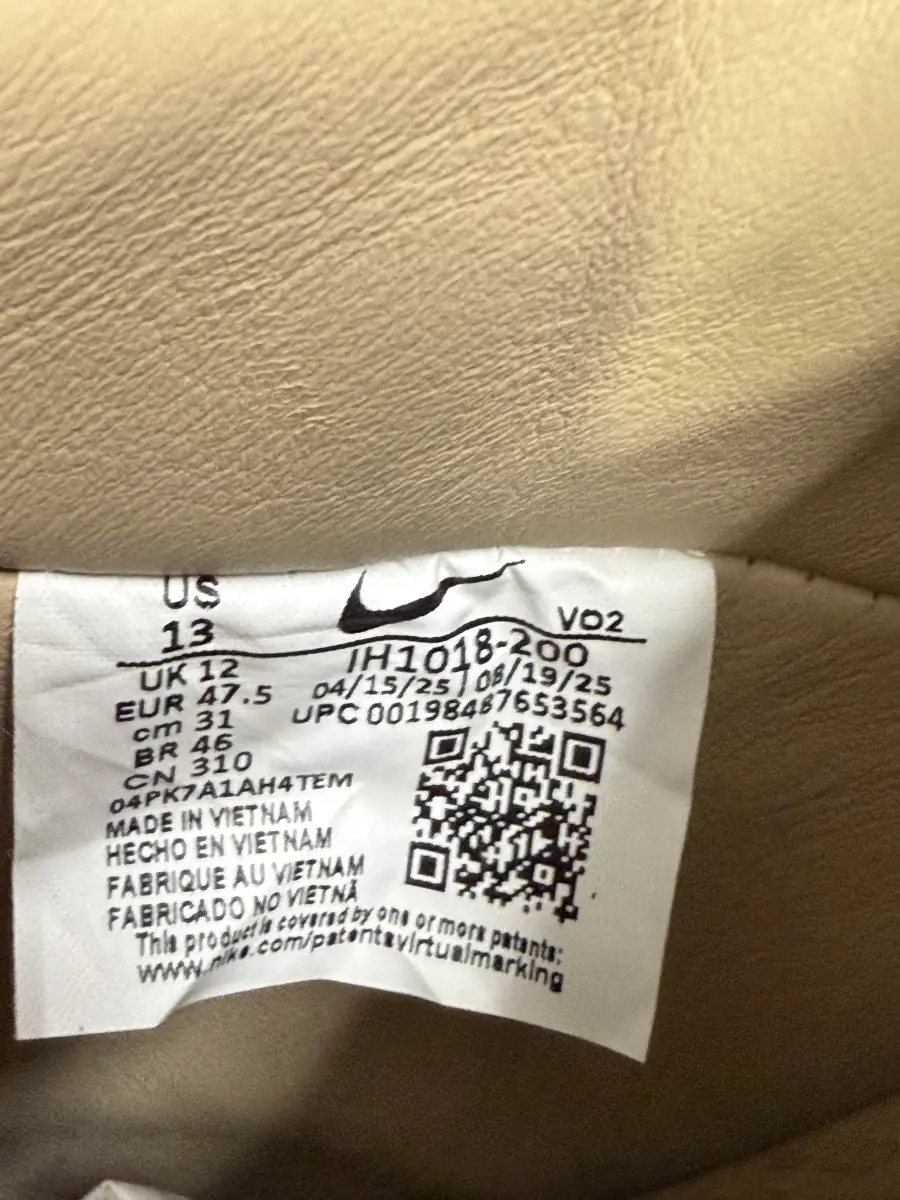 US
13
UK 12
EUR 47.5
cm 31
BR 46
CN 310
04PK7A1AH4TEM
MADE IN VIETNAM
HECHO EN VIETNAM
FABRIQUE AU VIETNAM
FABRICADO NO VIETNÃ
VO2
IH1018-200
04/15/25 / 08/19/25
UPC 00198487653564
This product is covered by one or more patents:
www.nike.com/patentsvirtualmarking